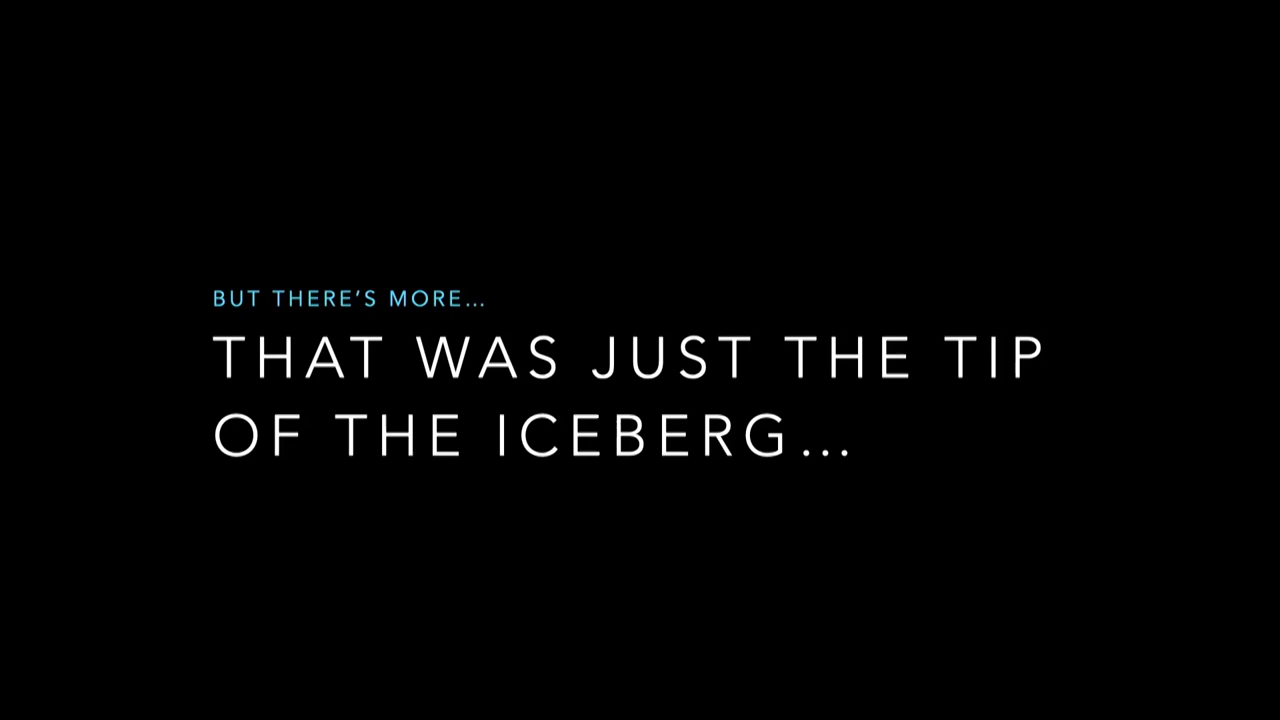 BUT THERE’S MORE…
THAT WAS JUST THE TIP
OF THE ICEBERG…